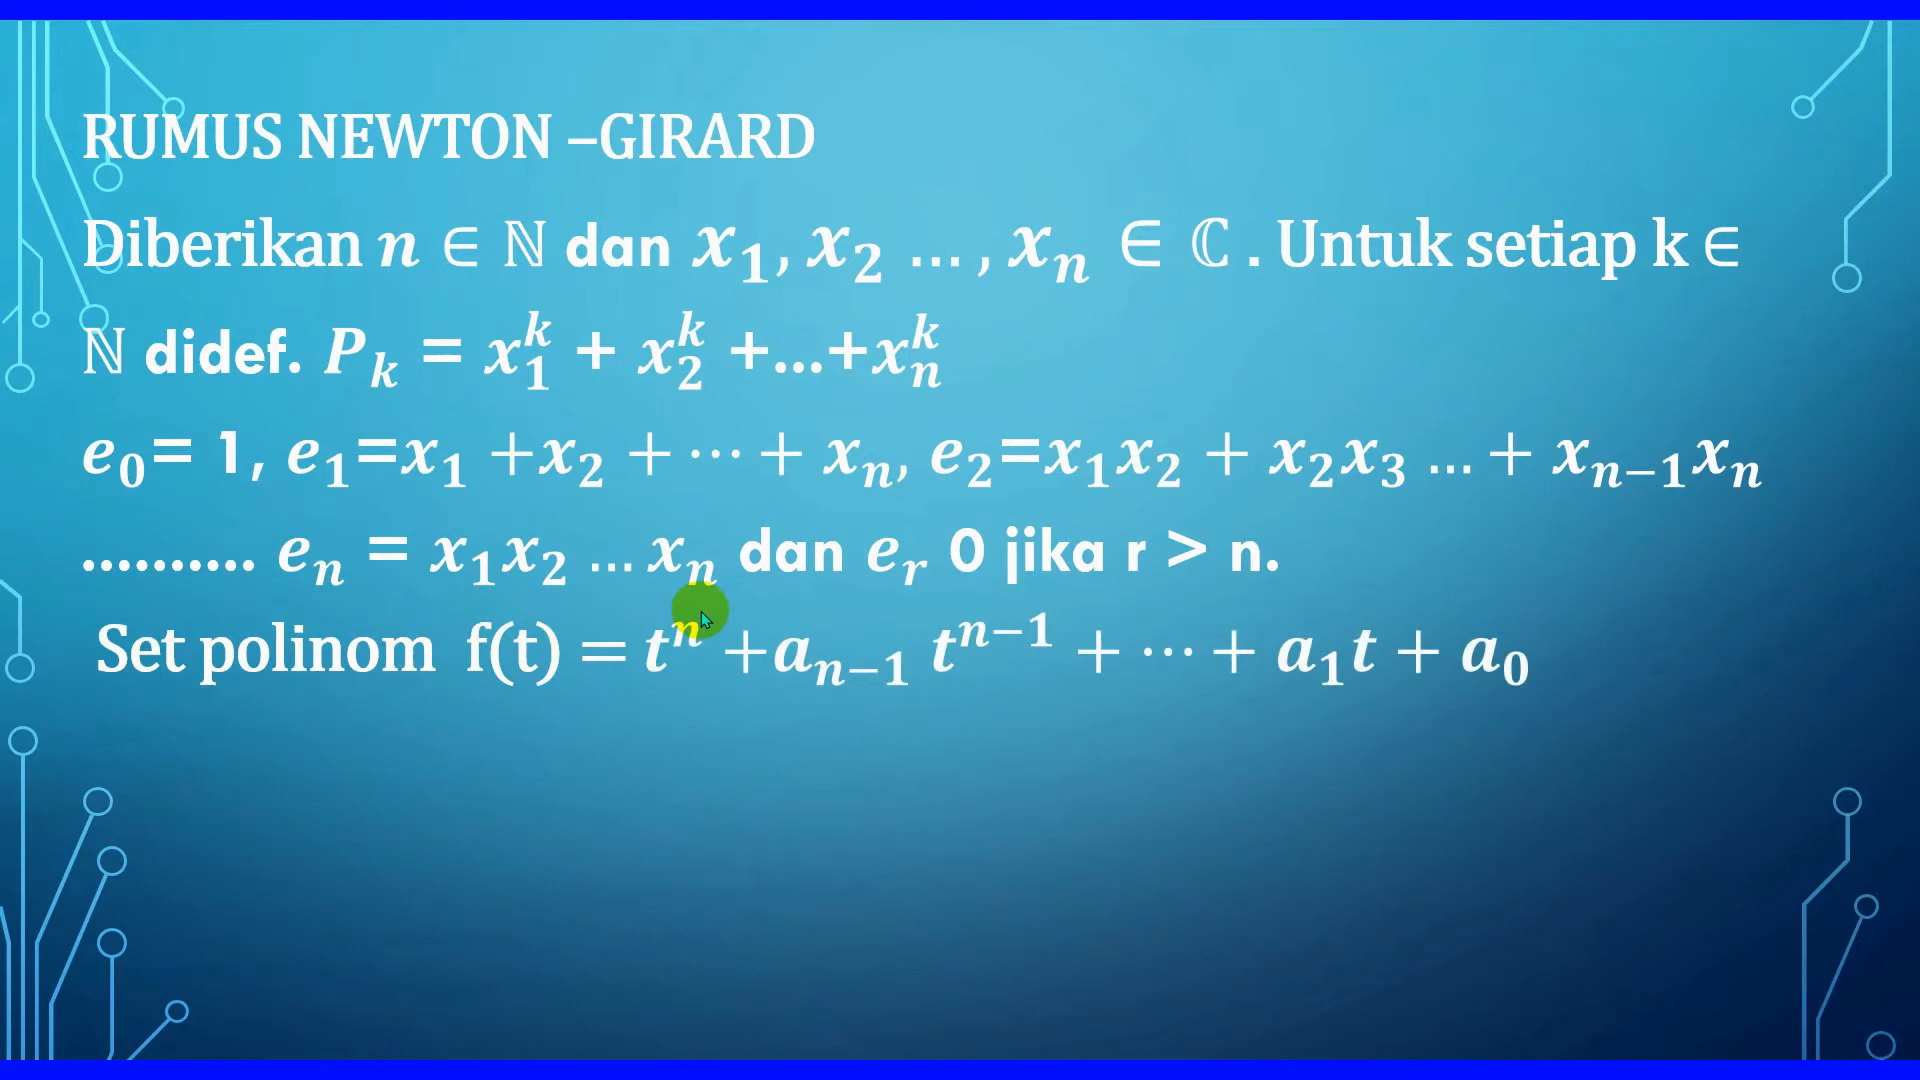 RUMUS NEWTON –GIRARD
Diberikan n ∈ ℕ dan x₁, x₂ … , xₙ ∈ ℂ . Untuk setiap k ∈
ℕ didef. Pₖ = x₁ᵏ + x₂ᵏ +…+xₙᵏ
e₀= 1, e₁=x₁ +x₂ + ⋯ + xₙ, e₂=x₁x₂ + x₂x₃ … + xₙ₋₁xₙ
.......... eₙ = x₁x₂ … xₙ dan eᵣ 0 jika r > n.
Set polinom f(t) = tⁿ +aₙ₋₁ tⁿ⁻¹ + ⋯ + a₁t + a₀